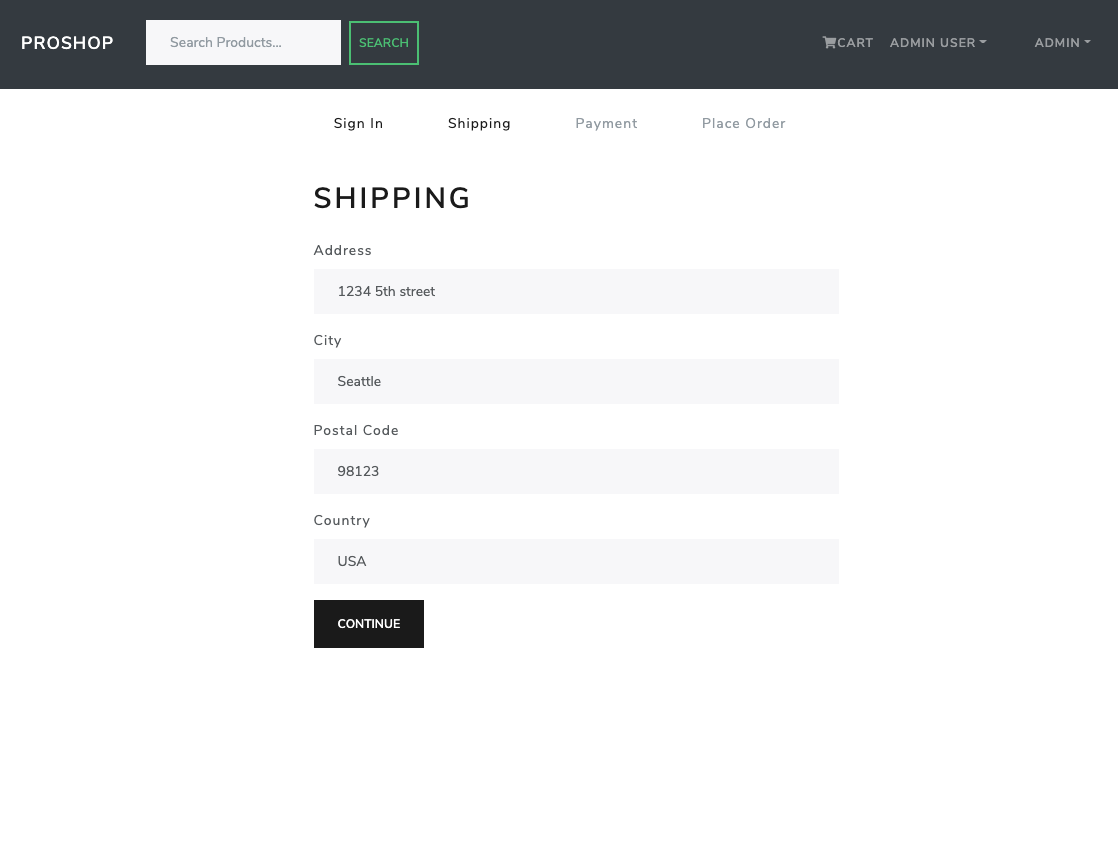 PROSHOP Search Products... SEARCH CART ADMIN USER ADMIN
Sign In Shipping Payment Place Order
SHIPPING
Address
1234 5th street
City
Seattle
Postal Code
98123
Country
USA
CONTINUE